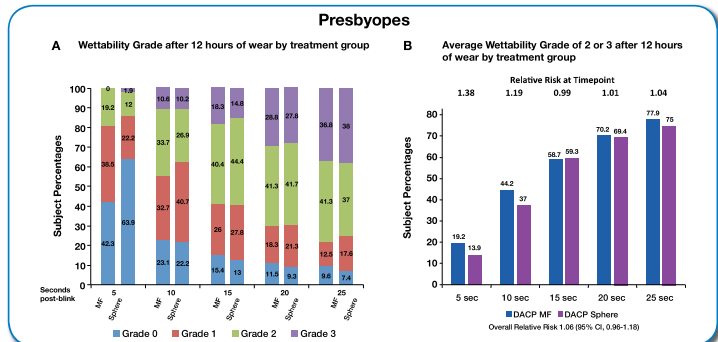 Presbyopes
A Wettability Grade after 12 hours of wear by treatment group
Subject Percentages
100
90
80
70
60
50
40
30
20
10
0
0 1.9 10.6 10.2 18.3 14.8 28.8 27.8 36.8 38
19.2 12 33.7 26.9 40.4 44.4 41.3 41.7 41.3 37
38.5 22.2 32.7 40.7 26 27.8 18.3 21.3 12.5 17.6
42.3 63.9 23.1 22.2 15.4 13 11.5 9.3 9.6 7.4
Seconds post-blink
5 10 15 20 25
MF Sphere MF Sphere MF Sphere MF Sphere MF Sphere
Grade 0 Grade 1 Grade 2 Grade 3
B Average Wettability Grade of 2 or 3 after 12 hours
of wear by treatment group
Relative Risk at Timepoint
1.38 1.19 0.99 1.01 1.04
Subject Percentages
80
70
60
50
40
30
20
10
0
19.2 13.9 44.2 37 58.7 59.3 70.2 69.4 77.9 75
5 sec 10 sec 15 sec 20 sec 25 sec
DACP MF DACP Sphere
Overall Relative Risk 1.06 (95% CI, 0.96-1.18)